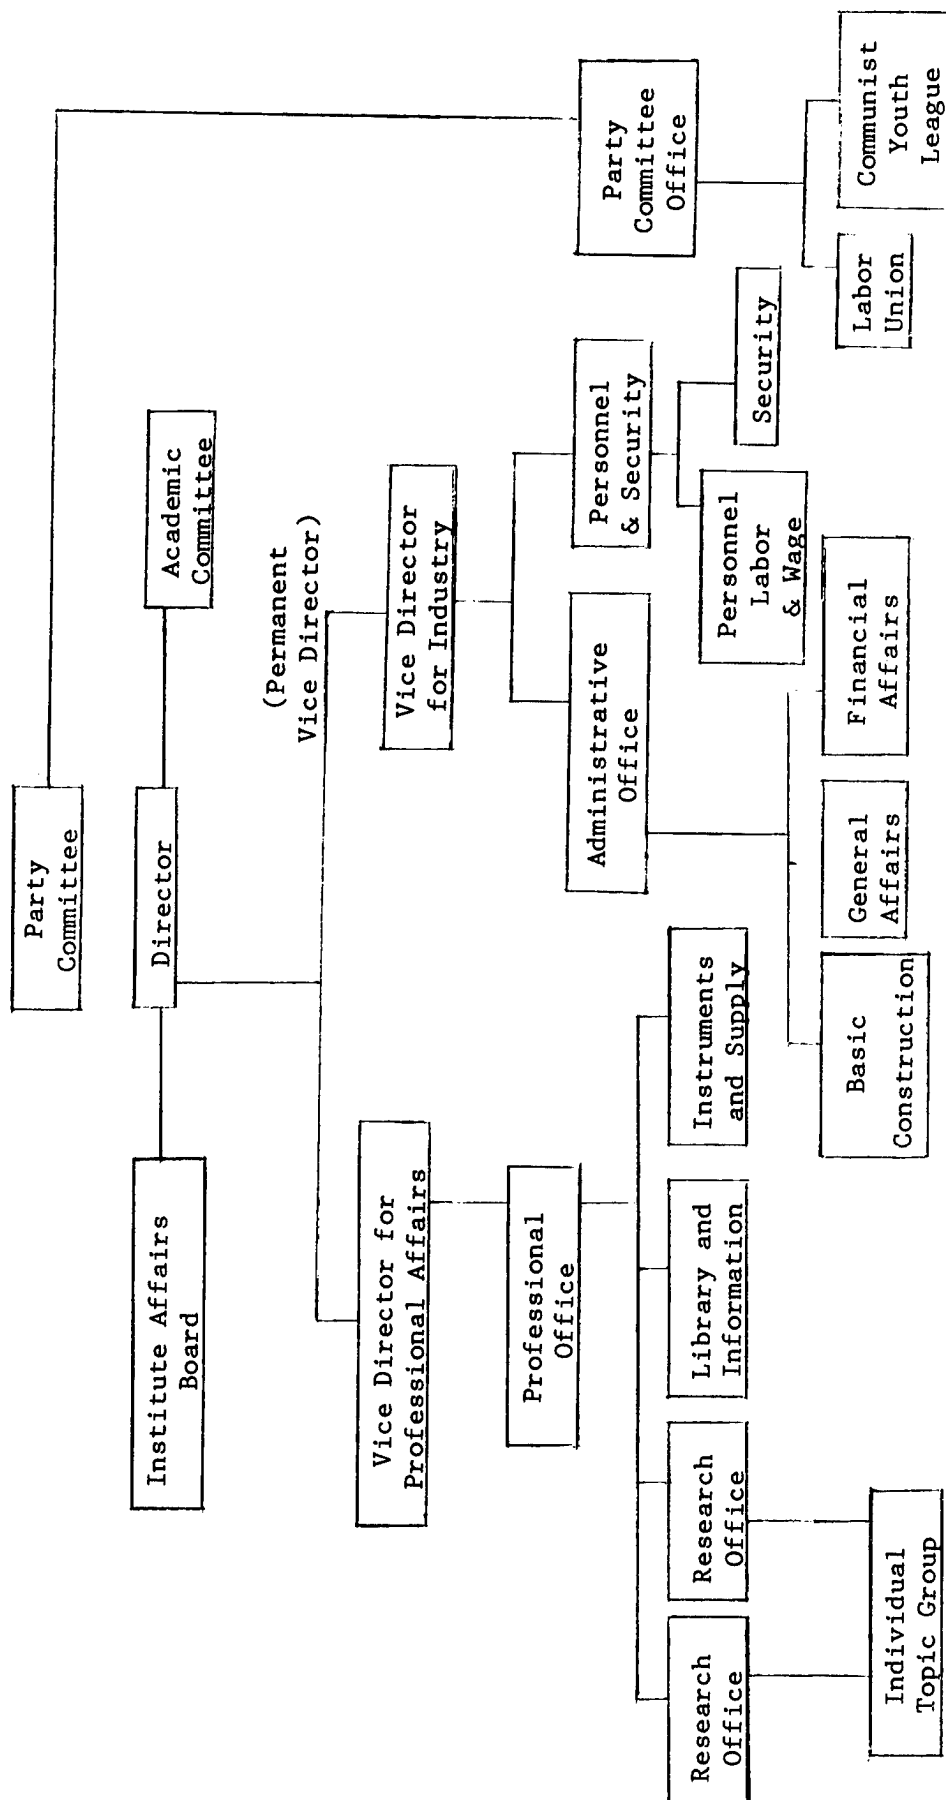 Party
Committee
Institute Affairs
Board
Director
Academic
Committee
(Permanent
Vice Director)
Vice Director for
Professional Affairs
Vice Director
for Industry
Professional
Office
Administrative
Office
Personnel
& Security
Party
Committee
Office
Research
Office
Research
Office
Library and
Information
Instruments
and Supply
Personnel
Labor
& Wage
Security
Individual
Topic Group
Basic
Construction
General
Affairs
Financial
Affairs
Labor
Union
Communist
Youth
League